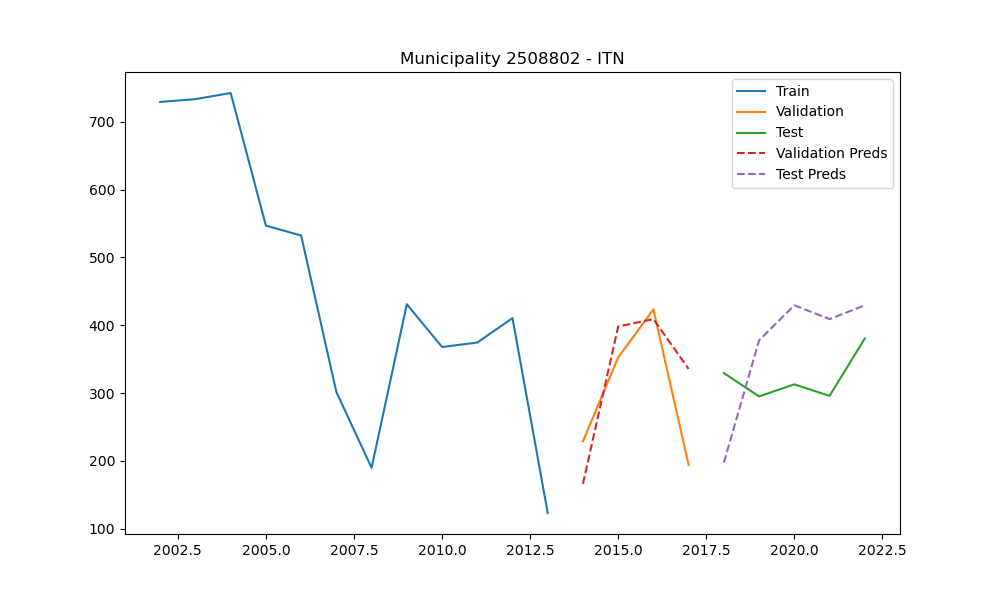 Municipality 2508802 - ITN
Train
Validation
Test
Validation Preds
Test Preds
700
600
500
400
300
200
100
2002.5 2005.0 2007.5 2010.0 2012.5 2015.0 2017.5 2020.0 2022.5